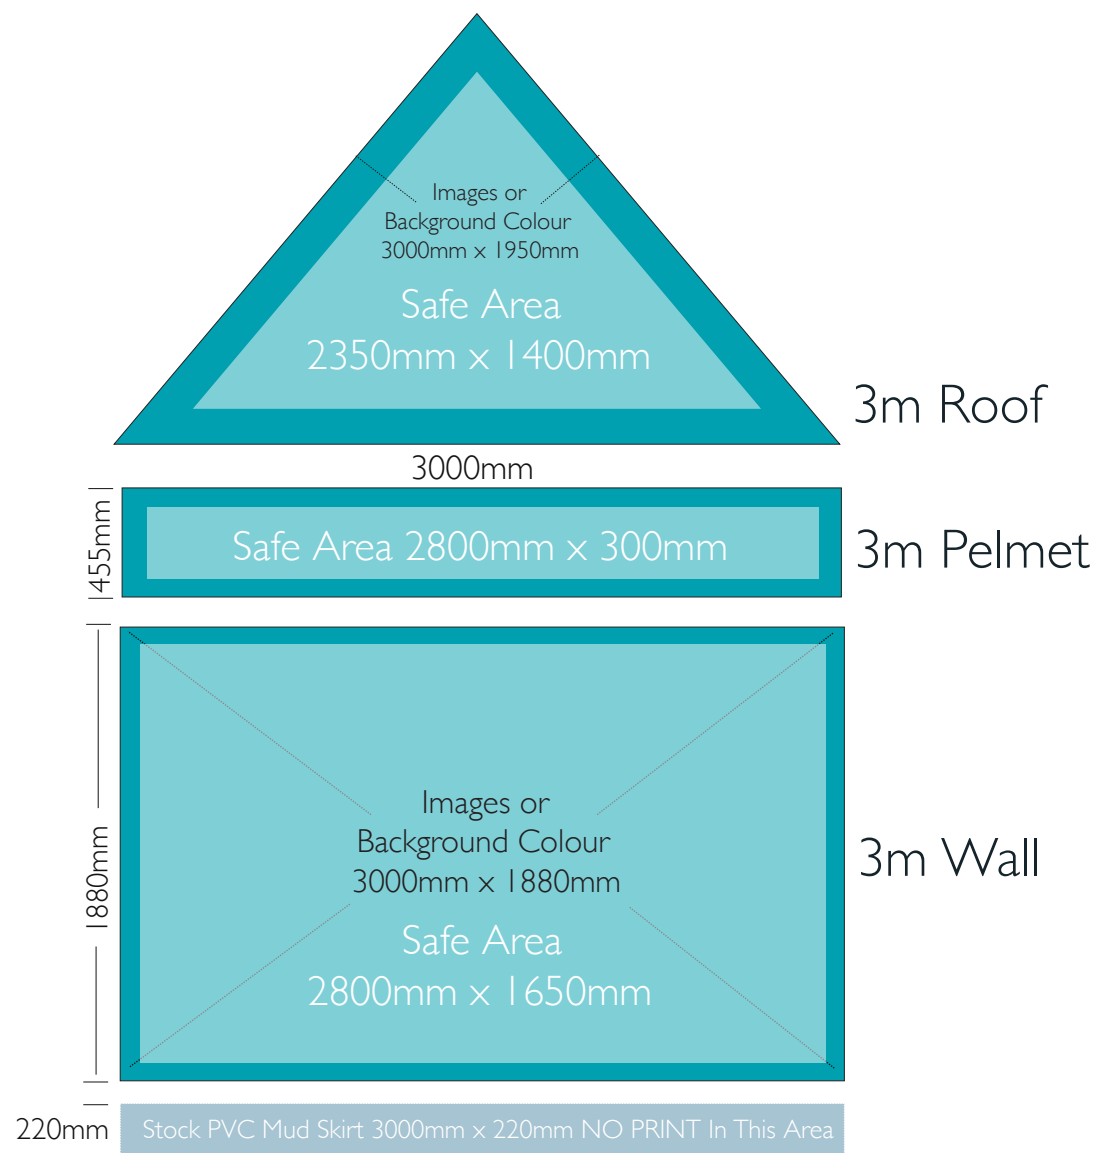 Images or
Background Colour
3000mm x 1950mm
Safe Area
2350mm x 1400mm
3m Roof
3000mm
455mm
Safe Area 2800mm x 300mm
3m Pelmet
1880mm
Images or
Background Colour
3000mm x 1880mm
Safe Area
2800mm x 1650mm
3m Wall
220mm
Stock PVC Mud Skirt 3000mm x 220mm NO PRINT In This Area